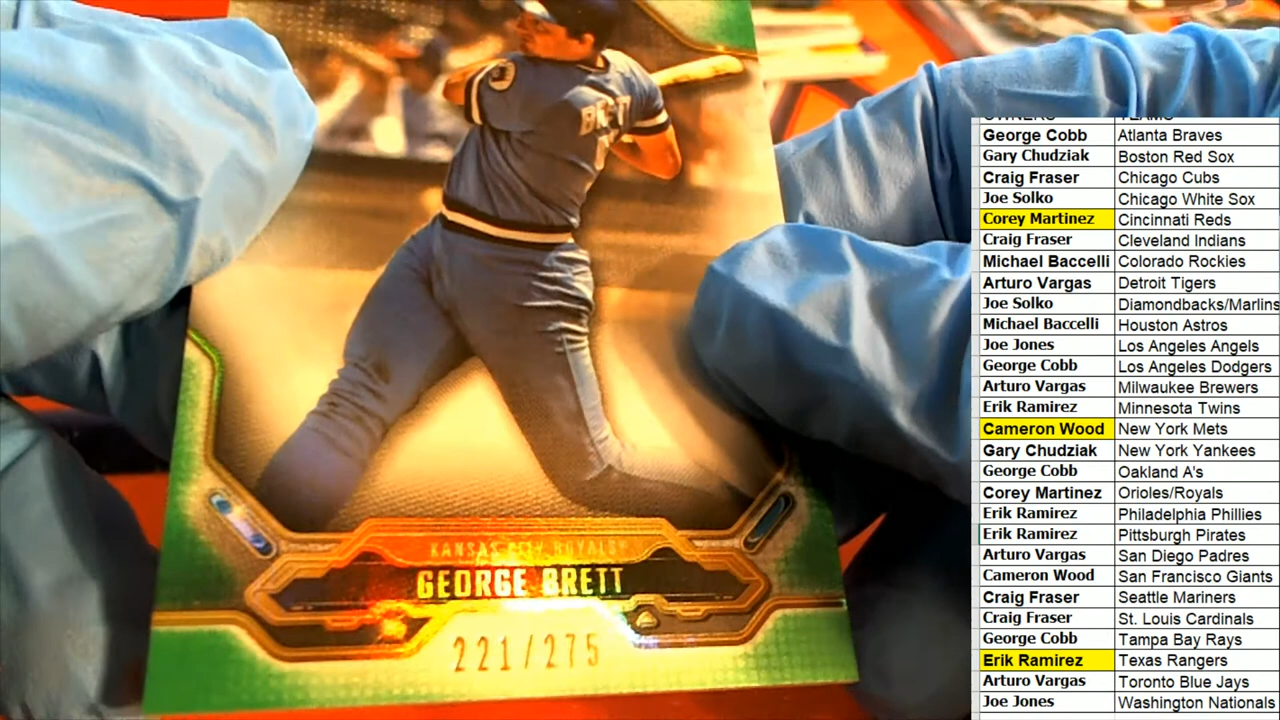 BRETT
KANSAS CITY ROYALS
GEORGE BRETT
221/275
OWNERS TEAMS
George Cobb Atlanta Braves
Gary Chudziak Boston Red Sox
Craig Fraser Chicago Cubs
Joe Solko Chicago White Sox
Corey Martinez Cincinnati Reds
Craig Fraser Cleveland Indians
Michael Baccelli Colorado Rockies
Arturo Vargas Detroit Tigers
Joe Solko Diamondbacks/Marlins
Michael Baccelli Houston Astros
Joe Jones Los Angeles Angels
George Cobb Los Angeles Dodgers
Arturo Vargas Milwaukee Brewers
Erik Ramirez Minnesota Twins
Cameron Wood New York Mets
Gary Chudziak New York Yankees
George Cobb Oakland A's
Corey Martinez Orioles/Royals
Erik Ramirez Philadelphia Phillies
Erik Ramirez Pittsburgh Pirates
Arturo Vargas San Diego Padres
Cameron Wood San Francisco Giants
Craig Fraser Seattle Mariners
Craig Fraser St. Louis Cardinals
George Cobb Tampa Bay Rays
Erik Ramirez Texas Rangers
Arturo Vargas Toronto Blue Jays
Joe Jones Washington Nationals